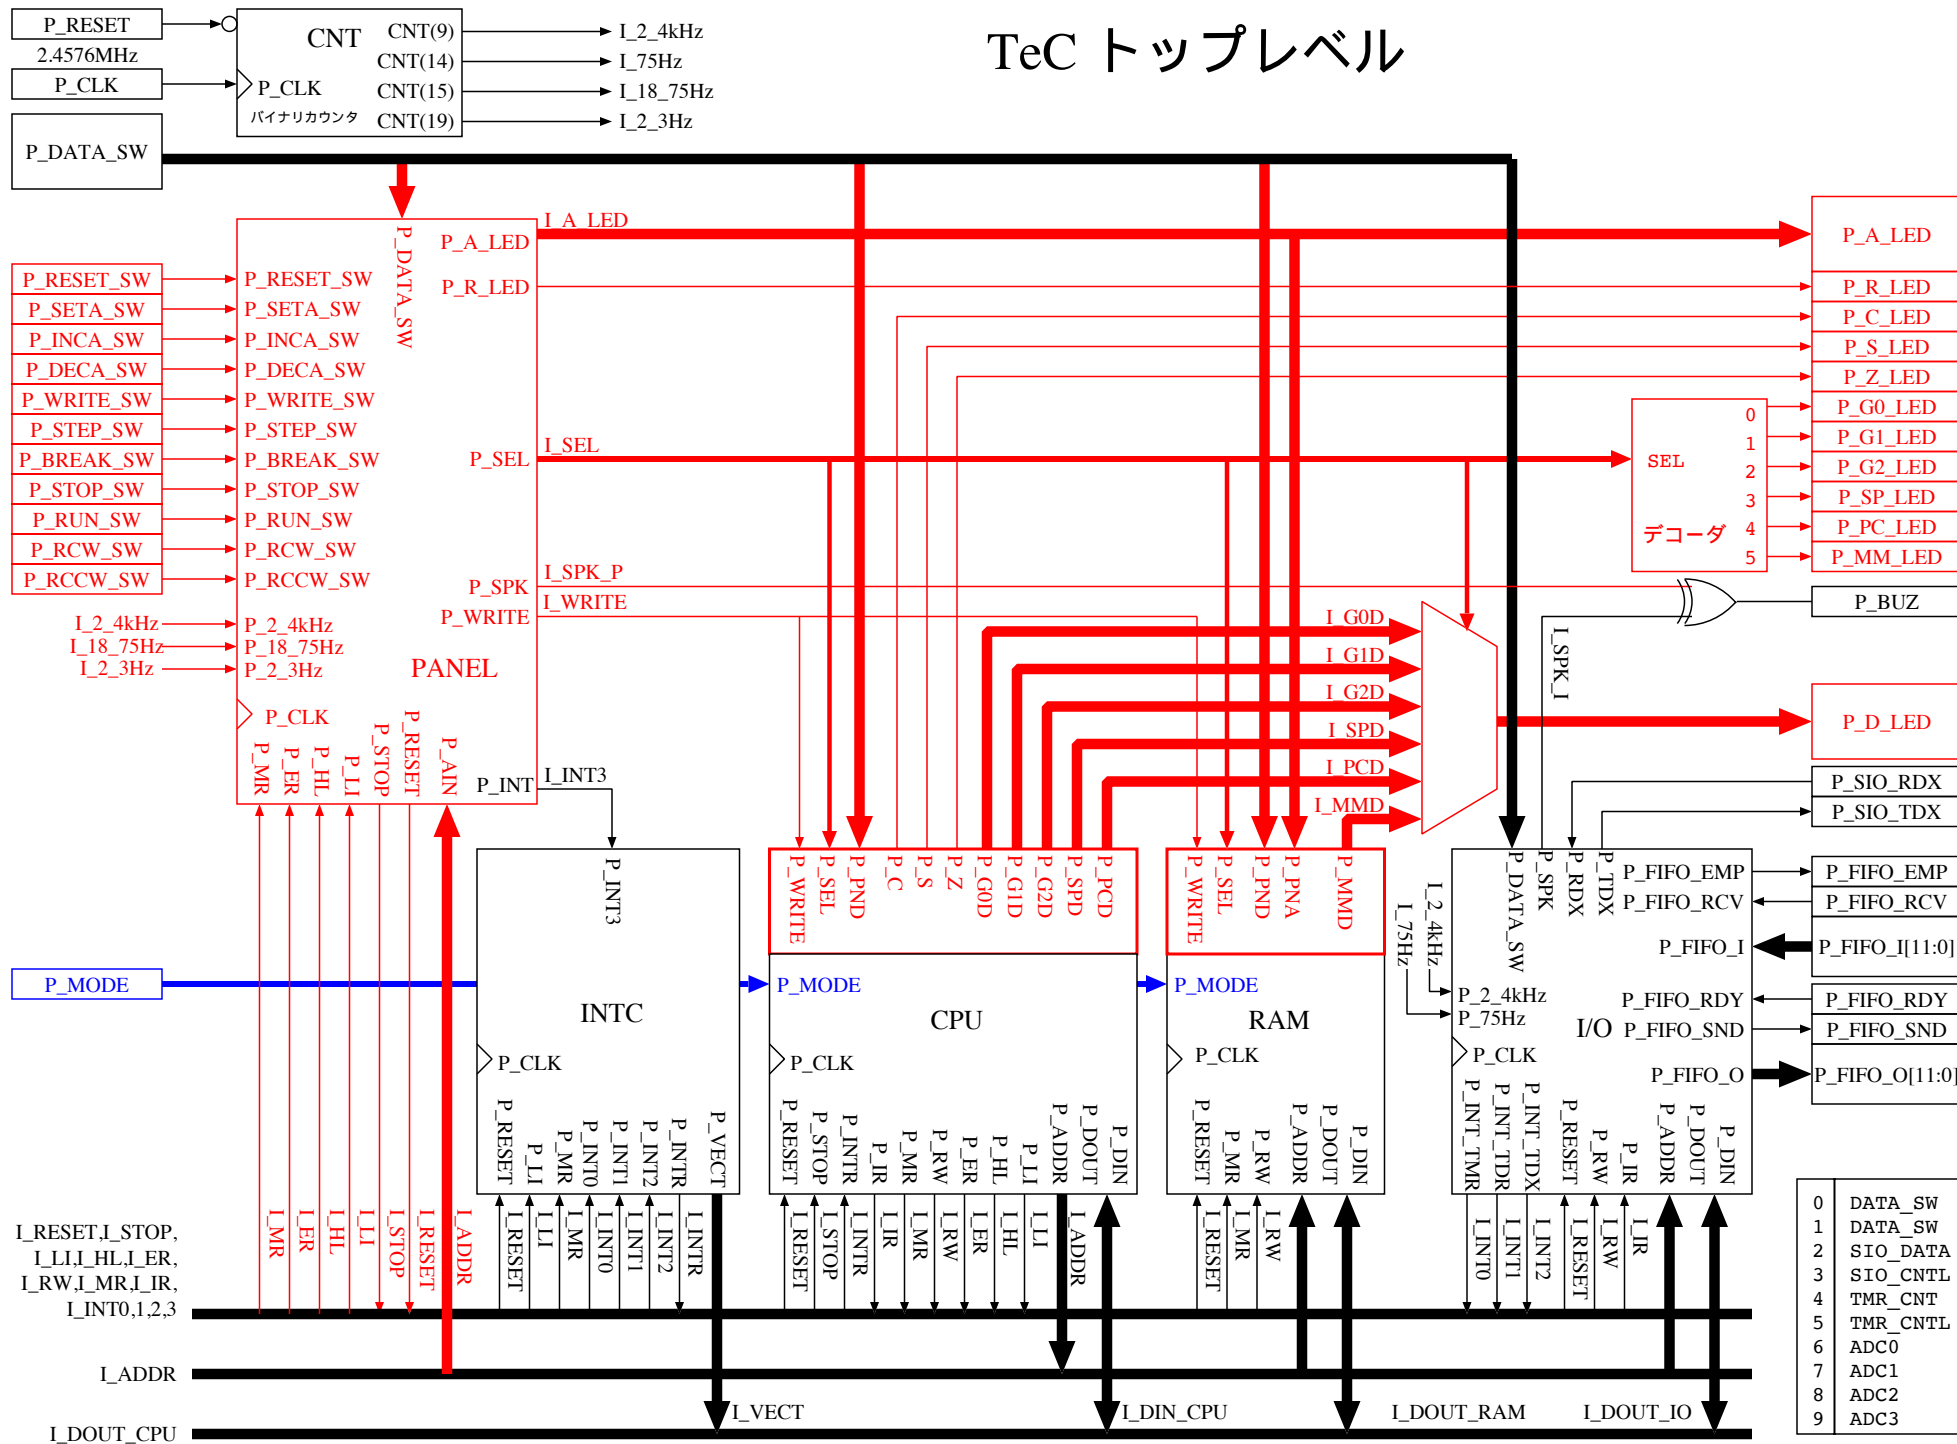 TeC トップレベル
P_RESET
2.4576MHz
P_CLK
P_DATA_SW
CNT
P_CLK
バイナリカウンタ
CNT(9)
CNT(14)
CNT(15)
CNT(19)
I_2_4kHz
I_75Hz
I_18_75Hz
I_2_3Hz
P_RESET_SW
P_SETA_SW
P_INCA_SW
P_DECA_SW
P_WRITE_SW
P_STEP_SW
P_BREAK_SW
P_STOP_SW
P_RUN_SW
P_RCW_SW
P_RCCW_SW
I_2_4kHz
I_18_75Hz
I_2_3Hz
P_RESET_SW
P_SETA_SW
P_INCA_SW
P_DECA_SW
P_WRITE_SW
P_STEP_SW
P_BREAK_SW
P_STOP_SW
P_RUN_SW
P_RCW_SW
P_RCCW_SW
P_2_4kHz
P_18_75Hz
P_2_3Hz
P_CLK
P_DATA_SW
P_A_LED
P_R_LED
P_SEL
P_SPK
P_WRITE
PANEL
P_INT
P_MR
P_ER
P_HL
P_LI
P_STOP
P_RESET
P_AIN
I_A_LED
I_SEL
I_SPK_P
I_WRITE
I_INT3
I_G0D
I_G1D
I_G2D
I_SPD
I_PCD
I_MMD
SEL
デコーダ
0
1
2
3
4
5
P_A_LED
P_R_LED
P_C_LED
P_S_LED
P_Z_LED
P_G0_LED
P_G1_LED
P_G2_LED
P_SP_LED
P_PC_LED
P_MM_LED
P_BUZ
I_SPK_I
P_D_LED
P_SIO_RDX
P_SIO_TDX
P_FIFO_EMP
P_FIFO_RCV
P_FIFO_I[11:0]
P_FIFO_RDY
P_FIFO_SND
P_FIFO_O[11:0]
P_MODE
P_INT3
INTC
P_CLK
P_RESET
P_LI
P_MR
P_INT0
P_INT1
P_INT2
P_INTR
P_VECT
P_WRITE
P_SEL
P_PND
P_C
P_S
P_Z
P_G0D
P_G1D
P_G2D
P_SPD
P_PCD
P_MODE
CPU
P_CLK
P_RESET
P_STOP
P_INTR
P_IR
P_MR
P_RW
P_ER
P_HL
P_LI
P_ADDR
P_DOUT
P_DIN
P_WRITE
P_SEL
P_PND
P_PNA
P_MMD
P_MODE
RAM
P_CLK
P_RESET
P_MR
P_RW
P_ADDR
P_DOUT
P_DIN
I_2_4kHz
I_75Hz
P_DATA_SW
P_SPK
P_RDX
P_TDX
P_FIFO_EMP
P_FIFO_RCV
P_FIFO_I
P_FIFO_RDY
P_FIFO_SND
P_FIFO_O
P_2_4kHz
P_75Hz
I/O
P_CLK
P_INT_TMR
P_INT_TDR
P_INT_TDX
P_RESET
P_RW
P_IR
P_ADDR
P_DOUT
P_DIN
I_RESET,I_STOP,
I_LI,I_HL,I_ER,
I_RW,I_MR,I_IR,
I_INT0,1,2,3
I_MR
I_ER
I_HL
I_LI
I_STOP
I_RESET
I_ADDR
I_RESET
I_LI
I_MR
I_INT0
I_INT1
I_INT2
I_INTR
I_RESET
I_STOP
I_INTR
I_IR
I_MR
I_RW
I_ER
I_HL
I_LI
I_ADDR
I_RESET
I_MR
I_RW
I_INT0
I_INT1
I_INT2
I_RESET
I_RW
I_IR
I_ADDR
I_DOUT_CPU
I_VECT
I_DIN_CPU
I_DOUT_RAM
I_DOUT_IO
0 DATA_SW
1 DATA_SW
2 SIO_DATA
3 SIO_CNTL
4 TMR_CNT
5 TMR_CNTL
6 ADC0
7 ADC1
8 ADC2
9 ADC3